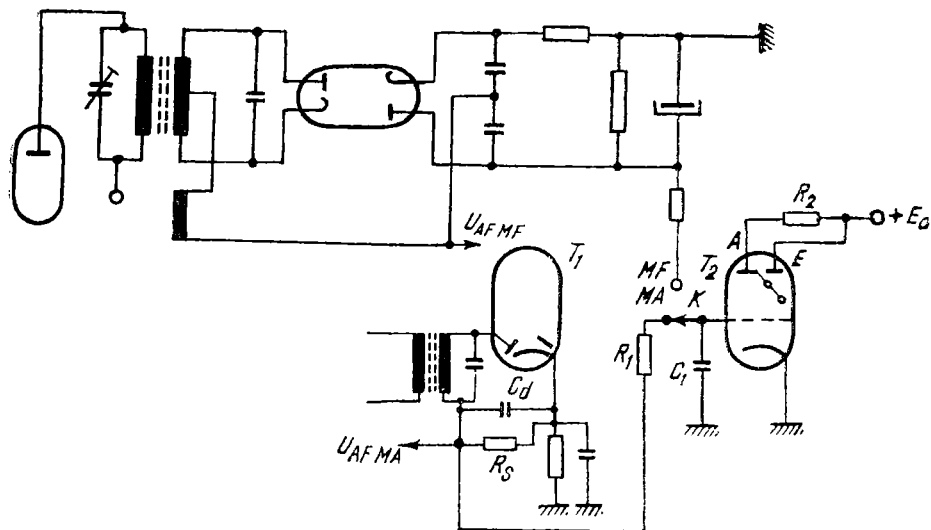 U_AF MF
T_1
R_2
+ E_a
A
E
T_2
MF
MA
K
R_1
C_1
C_d
U_AF MA
R_S